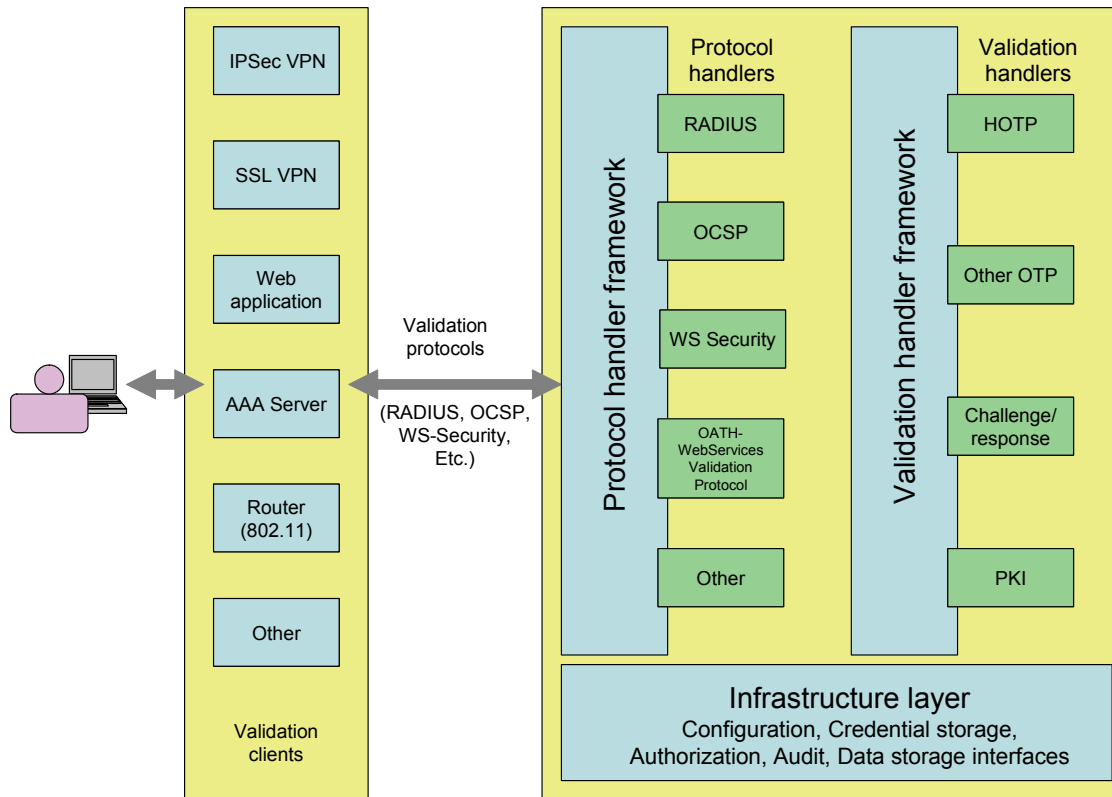 IPSec VPN
SSL VPN
Web
application
AAA Server
Router
(802.11)
Other
Validation
clients
Validation
protocols
(RADIUS, OCSP,
WS-Security,
Etc.)
Protocol handler framework
Protocol
handlers
RADIUS
OCSP
WS Security
OATH-
WebServices
Validation
Protocol
Other
Validation handler framework
Validation
handlers
HOTP
Other OTP
Challenge/
response
PKI
Infrastructure layer
Configuration, Credential storage,
Authorization, Audit, Data storage interfaces